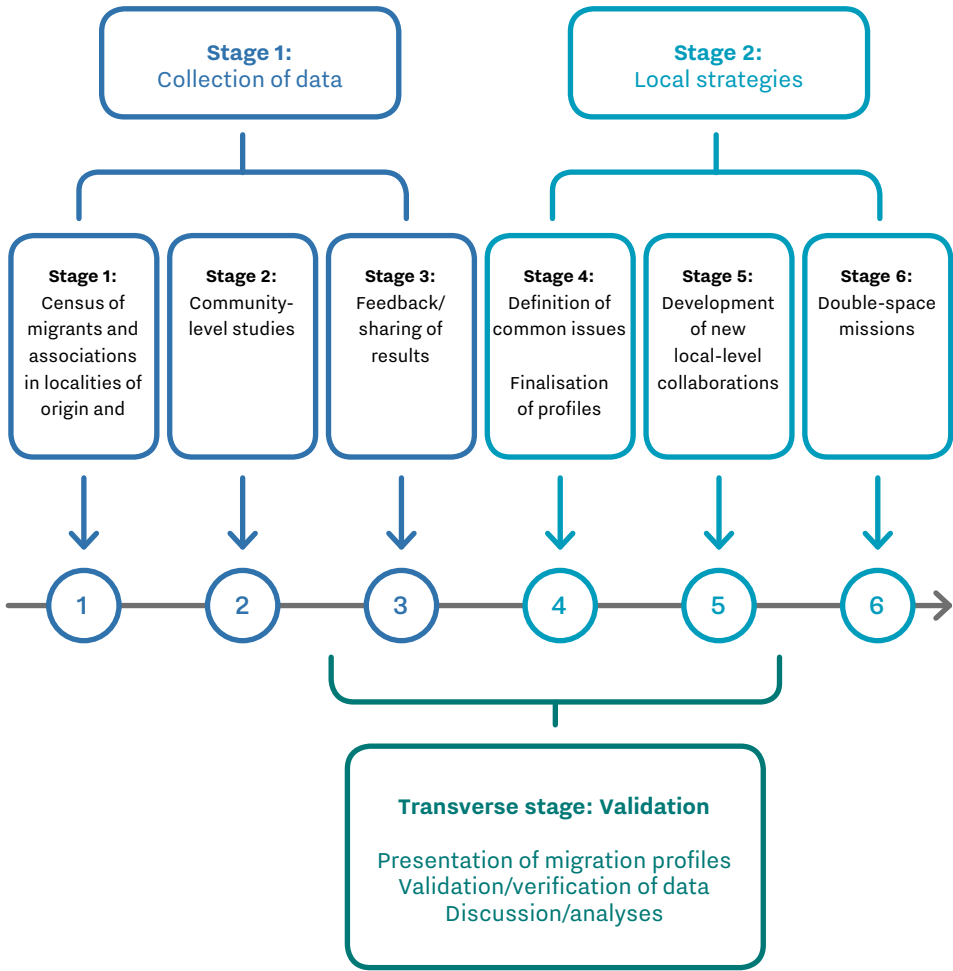 Stage 1:
Collection of data
Stage 2:
Local strategies
Stage 1:
Census of
migrants and
associations
in localities of
origin and
Stage 2:
Community-
level studies
Stage 3:
Feedback/
sharing of
results
Stage 4:
Definition of
common issues
Finalisation
of profiles
Stage 5:
Development
of new
local-level
collaborations
Stage 6:
Double-space
missions
1
2
3
4
5
6
Transverse stage: Validation
Presentation of migration profiles
Validation/verification of data
Discussion/analyses